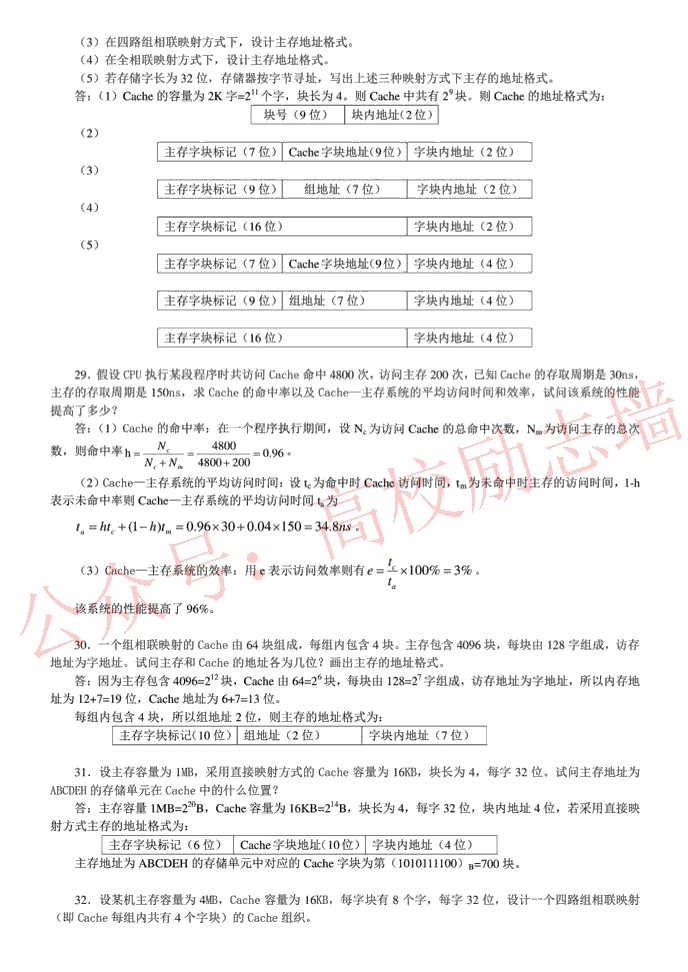 （3）在四路组相联映射方式下，设计主存地址格式。
（4）在全相联映射方式下，设计主存地址格式。
（5）若存储字长为 32 位，存储器按字节寻址，写出上述三种映射方式下主存的地址格式。
答：（1）Cache 的容量为 2K 字=2¹¹个字，块长为 4。则 Cache 中共有 2⁹块。则 Cache 的地址格式为：
块号（9 位） 块内地址（2 位）
（2）
主存字块标记（7 位） Cache 字块地址（9 位） 字块内地址（2 位）
（3）
主存字块标记（9 位） 组地址（7 位） 字块内地址（2 位）
（4）
主存字块标记（16 位） 字块内地址（2 位）
（5）
主存字块标记（7 位） Cache 字块地址（9 位） 字块内地址（4 位）
主存字块标记（9 位） 组地址（7 位） 字块内地址（4 位）
主存字块标记（16 位） 字块内地址（4 位）
29．假设 CPU 执行某段程序时共访问 Cache 命中 4800 次，访问主存 200 次，已知 Cache 的存取周期是 30ns，
主存的存取周期是 150ns，求 Cache 的命中率以及 Cache—主存系统的平均访问时间和效率，试问该系统的性能
提高了多少？
答：（1）Cache 的命中率：在一个程序执行期间，设 Nc 为访问 Cache 的总命中次数，Nm为访问主存的总次
数，则命中率 h = Nc / (Nc + Nm) = 4800 / (4800 + 200) = 0.96 。
（2）Cache—主存系统的平均访问时间：设 tc为命中时 Cache 访问时间，tm为未命中时主存的访问时间，1-h
表示未命中率则 Cache—主存系统的平均访问时间 ta 为
ta = htc + (1 − h)tm = 0.96×30 + 0.04×150 = 34.8ns 。
（3）Cache—主存系统的效率：用 e 表示访问效率则有 e = tc / ta ×100% = 3% 。
该系统的性能提高了 96%。
30．一个组相联映射的 Cache 由 64 块组成，每组内包含 4 块。主存包含 4096 块，每块由 128 字组成，访存
地址为字地址。试问主存和 Cache 的地址各为几位？画出主存的地址格式。
答：因为主存包含 4096=2¹² 块，Cache 由 64=2⁶ 块，每块由 128=2⁷ 字组成，访存地址为字地址，所以内存地
址为 12+7=19 位，Cache 地址为 6+7=13 位。
每组内包含 4 块，所以组地址 2 位，则主存的地址格式为：
主存字块标记（10 位） 组地址（2 位） 字块内地址（7 位）
31．设主存容量为 1MB，采用直接映射方式的 Cache 容量为 16KB，块长为 4，每字 32 位。试问主存地址为
ABCDEH 的存储单元在 Cache 中的什么位置？
答：主存容量 1MB=2²⁰B，Cache 容量为 16KB=2¹⁴B，块长为 4，每字 32 位，块内地址 4 位，若采用直接映
射方式主存的地址格式为：
主存字块标记（6 位） Cache 字块地址（10 位） 字块内地址（4 位）
主存地址为 ABCDEH 的存储单元中对应的 Cache 字块为第（1010111100）B=700 块。
32．设某机主存容量为 4MB，Cache 容量为 16KB，每字块有 8 个字，每字 32 位，设计一个四路组相联映射
（即 Cache 每组内共有 4 个字块）的 Cache 组织。
公众号：高校励志墙